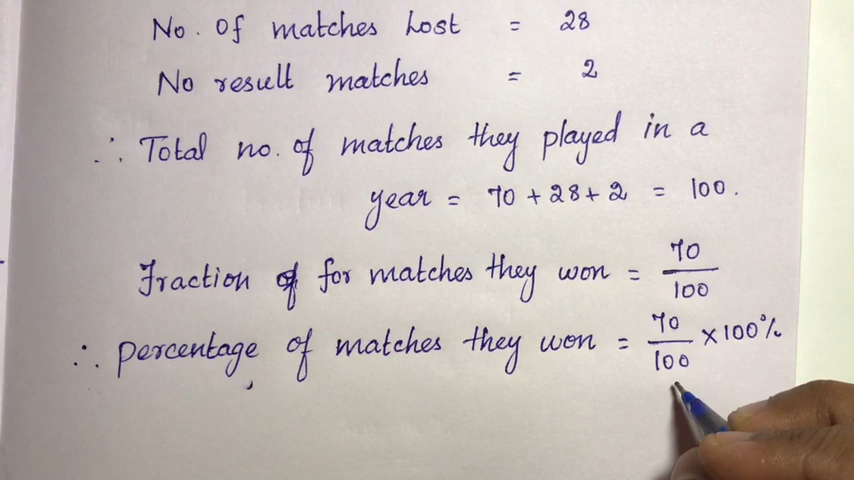 No. Of matches Lost = 28
No result matches = 2
∴ Total no. of matches they played in a
year = 70 + 28 + 2 = 100.
Fraction of for matches they won = 70/100
∴ percentage of matches they won = 70/100 × 100%